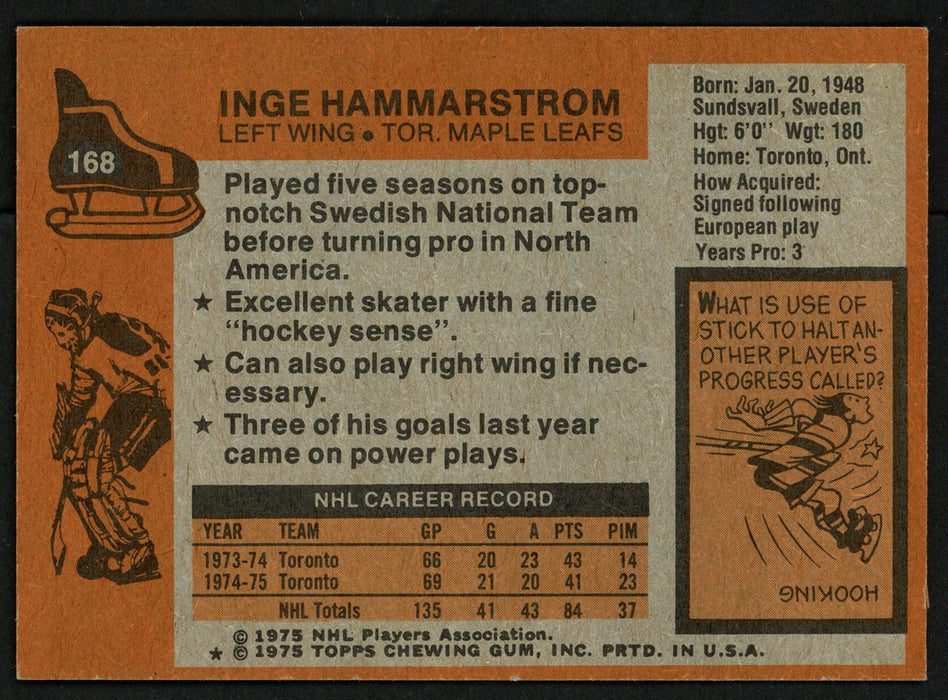 168
INGE HAMMARSTROM
LEFT WING • TOR. MAPLE LEAFS
Born: Jan. 20, 1948
Sundsvall, Sweden
Hgt: 6'0" Wgt: 180
Home: Toronto, Ont.
How Acquired:
Signed following
European play
Years Pro: 3
Played five seasons on top-
notch Swedish National Team
before turning pro in North
America.
★ Excellent skater with a fine
"hockey sense".
★ Can also play right wing if nec-
essary.
★ Three of his goals last year
came on power plays.
WHAT IS USE OF
STICK TO HALT AN-
OTHER PLAYER'S
PROGRESS CALLED?
HOOKING
NHL CAREER RECORD
YEAR TEAM GP G A PTS PIM
1973-74 Toronto 66 20 23 43 14
1974-75 Toronto 69 21 20 41 23
NHL Totals 135 41 43 84 37
© 1975 NHL Players Association.
★ © 1975 TOPPS CHEWING GUM, INC. PRTD. IN U.S.A.